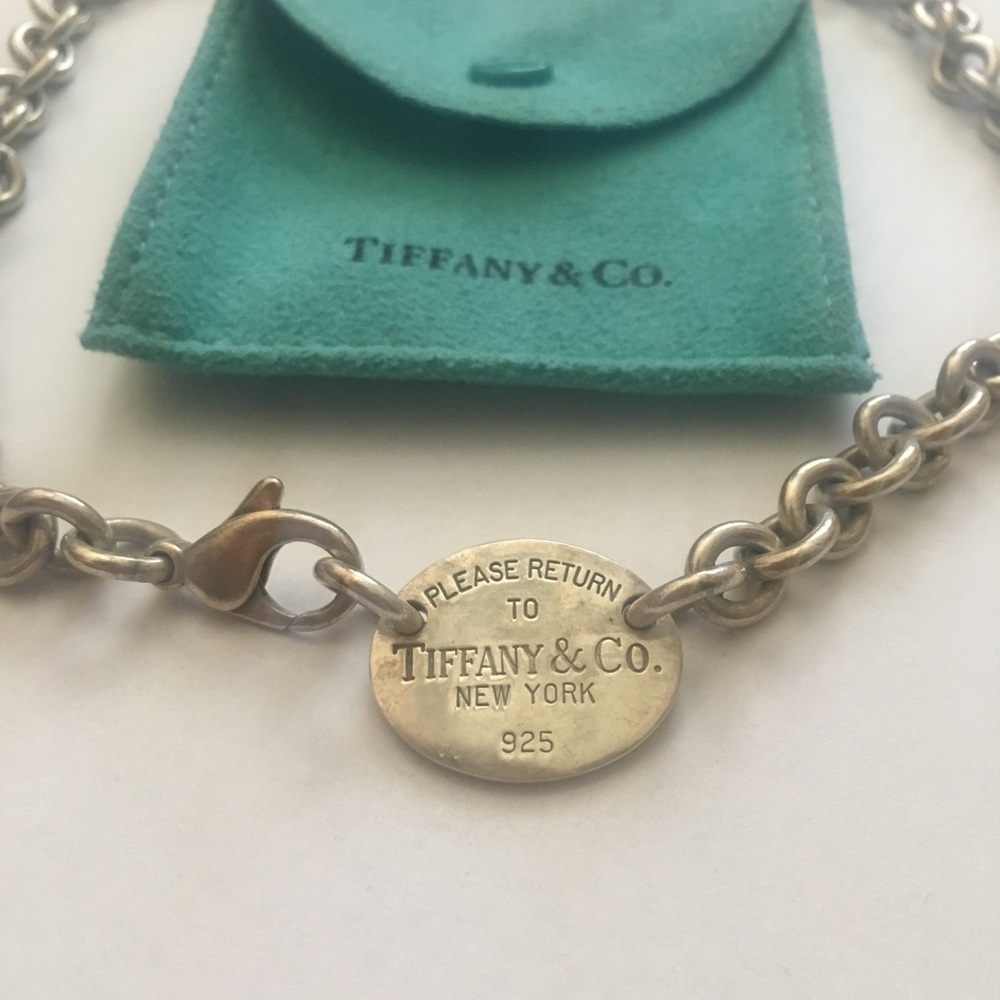 TIFFANY & CO.
PLEASE RETURN
TO
TIFFANY & CO.
NEW YORK
925